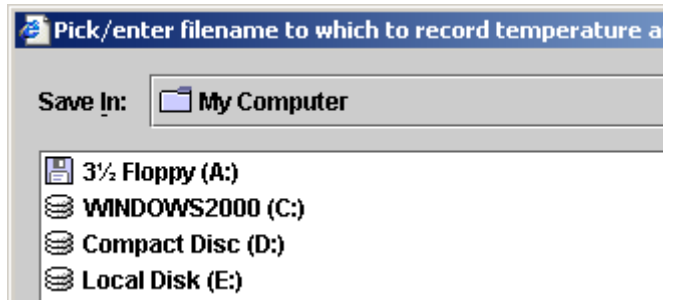 Pick/enter filename to which to record temperature a
Save In: My Computer
3½ Floppy (A:)
WINDOWS2000 (C:)
Compact Disc (D:)
Local Disk (E:)